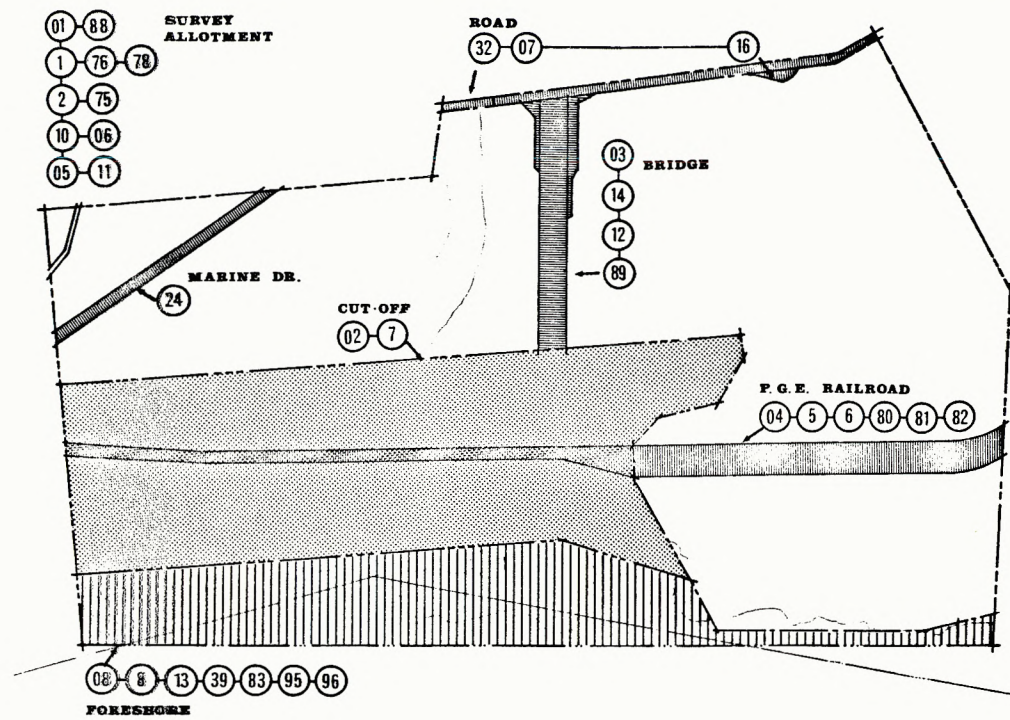 01 88 SURVEY
ALLOTMENT
1 76 78
2 75
10 06
05 11
ROAD
32 07 16
03 BRIDGE
14
12
89
MARINE DR.
24
CUT-OFF
02 7
P.G.E. RAILROAD
04 5 6 80 81 82
08 8 13 39 83 95 96
FORESHORE